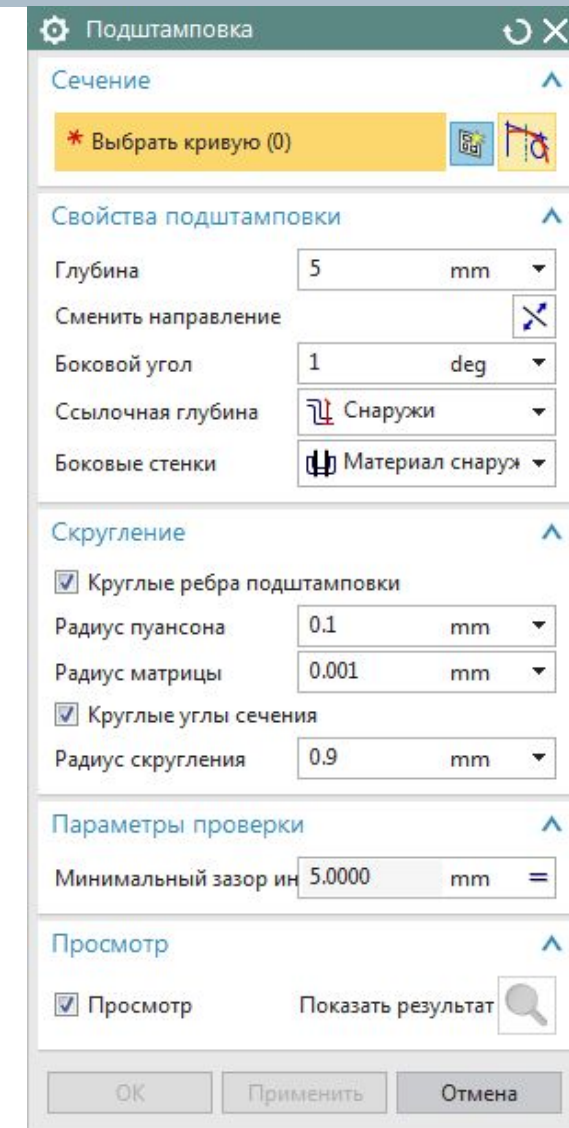 Подштамповка
Сечение
* Выбрать кривую (0)
Свойства подштамповки
Глубина 5 mm
Сменить направление
Боковой угол 1 deg
Ссылочная глубина Снаружи
Боковые стенки Материал снаруж
Скругление
Круглые ребра подштамповки
Радиус пуансона 0.1 mm
Радиус матрицы 0.001 mm
Круглые углы сечения
Радиус скругления 0.9 mm
Параметры проверки
Минимальный зазор ин 5.0000 mm =
Просмотр
Просмотр Показать результат
ОК Применить Отмена